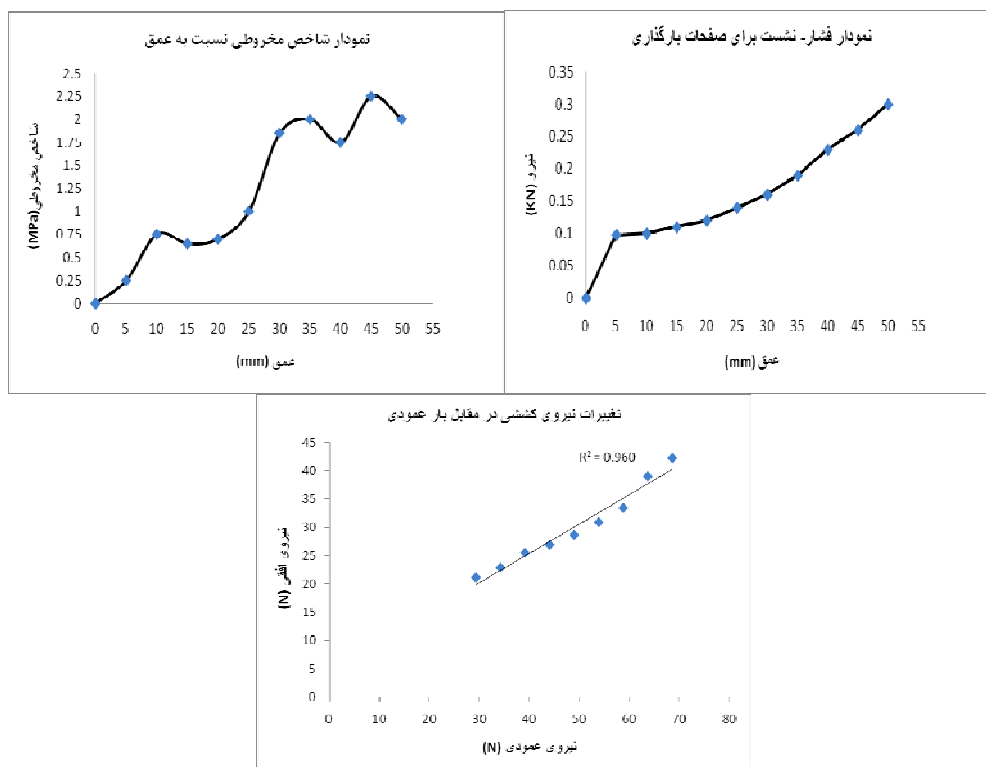 نمودار شاخص مخروطی نسبت به عمق
شاخص مخروطی(MPa)
2.5
2.25
2
1.75
1.5
1.25
1
0.75
0.5
0.25
0
0 5 10 15 20 25 30 35 40 45 50 55
عمق (mm)
نمودار فشار- نشست برای صفحات بارگذاری
نیرو (KN)
0.35
0.3
0.25
0.2
0.15
0.1
0.05
0
0 5 10 15 20 25 30 35 40 45 50 55
عمق (mm)
تغییرات نیروی کششی در مقابل بار عمودی
نیروی افقی (N)
45
40
35
30
25
20
15
10
5
0
R² = 0.960
0 10 20 30 40 50 60 70 80
نیروی عمودی (N)